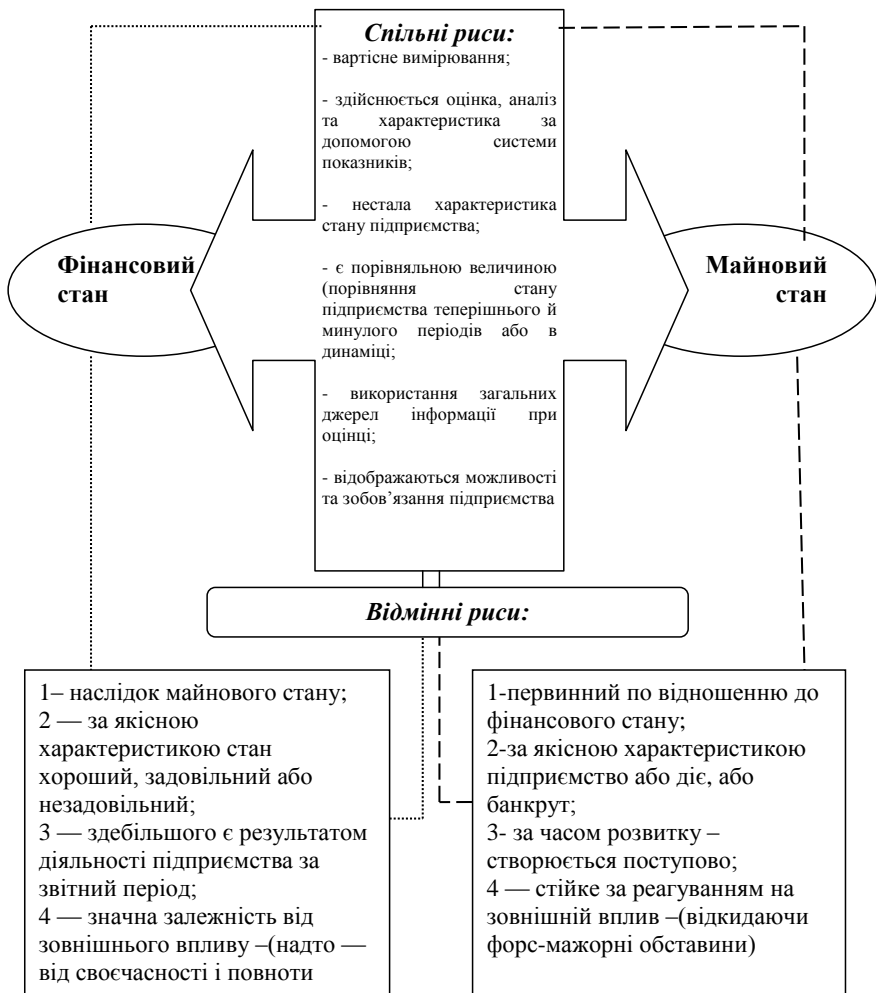 Спільні риси:
- вартісне вимірювання;
- здійснюється оцінка, аналіз
та характеристика за
допомогою системи
показників;
- нестала характеристика
стану підприємства;
- є порівняльною величиною
(порівняння стану
підприємства теперішнього й
минулого періодів або в
динаміці;
- використання загальних
джерел інформації при
оцінці;
- відображаються можливості
та зобов’язання підприємства
Фінансовий
стан
Майновий
стан
Відмінні риси:
1– наслідок майнового стану;
2 — за якісною
характеристикою стан
хороший, задовільний або
незадовільний;
3 — здебільшого є результатом
діяльності підприємства за
звітний період;
4 — значна залежність від
зовнішнього впливу –(надто —
від своєчасності і повноти
1-первинний по відношенню до
фінансового стану;
2-за якісною характеристикою
підприємство або діє, або
банкрут;
3- за часом розвитку –
створюється поступово;
4 — стійке за реагуванням на
зовнішній вплив –(відкидаючи
форс-мажорні обставини)